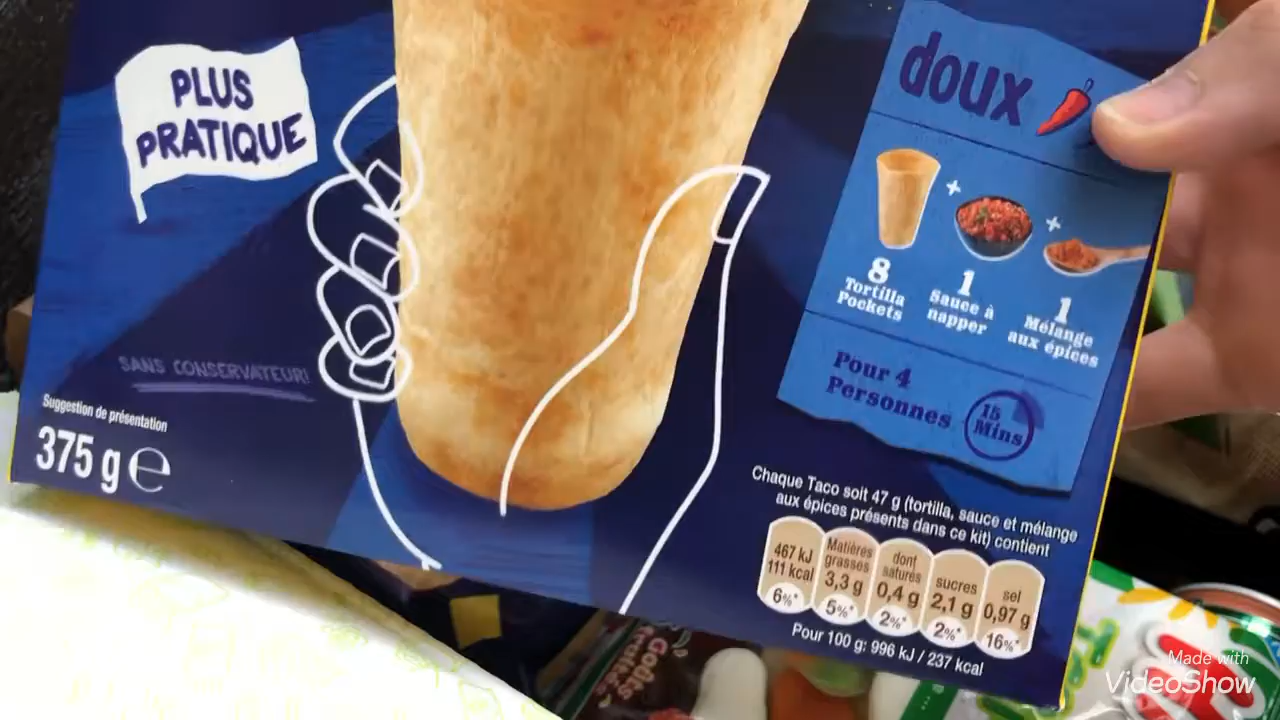 PLUS
PRATIQUE
SANS CONSERVATEUR!
Suggestion de présentation
375 g e
doux
8
Tortilla
Pockets
1
Sauce à
napper
1
Mélange
aux épices
Pour 4
Personnes
15
Mins
Chaque Taco soit 47 g (tortilla, sauce et mélange
aux épices présents dans ce kit) contient
467 kJ
111 kcal
6%*
Matières
grasses
3,3 g
5%*
dont
saturés
0,4 g
2%*
sucres
2,1 g
2%*
sel
0,97 g
16%*
Pour 100 g: 996 kJ / 237 kcal
Goûts
Made with
VideoShow